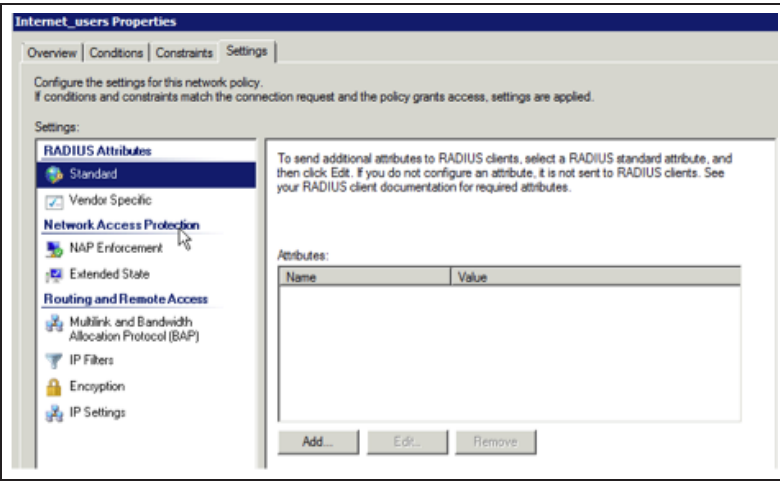 Internet_users Properties
Overview Conditions Constraints Settings
Configure the settings for this network policy.
If conditions and constraints match the connection request and the policy grants access, settings are applied.
Settings:
RADIUS Attributes
Standard
Vendor Specific
Network Access Protection
NAP Enforcement
Extended State
Routing and Remote Access
Multilink and Bandwidth
Allocation Protocol (BAP)
IP Filters
Encryption
IP Settings
To send additional attributes to RADIUS clients, select a RADIUS standard attribute, and
then click Edit. If you do not configure an attribute, it is not sent to RADIUS clients. See
your RADIUS client documentation for required attributes.
Attributes:
Name Value
Add... Edit... Remove